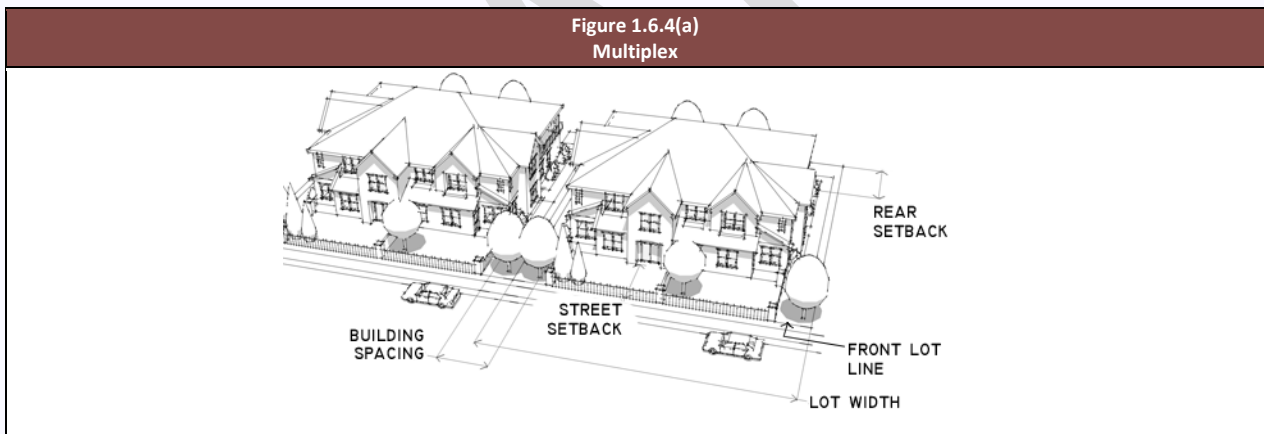 Figure 1.6.4(a)
Multiplex
REAR
SETBACK
STREET
SETBACK
BUILDING
SPACING
FRONT LOT
LINE
LOT WIDTH